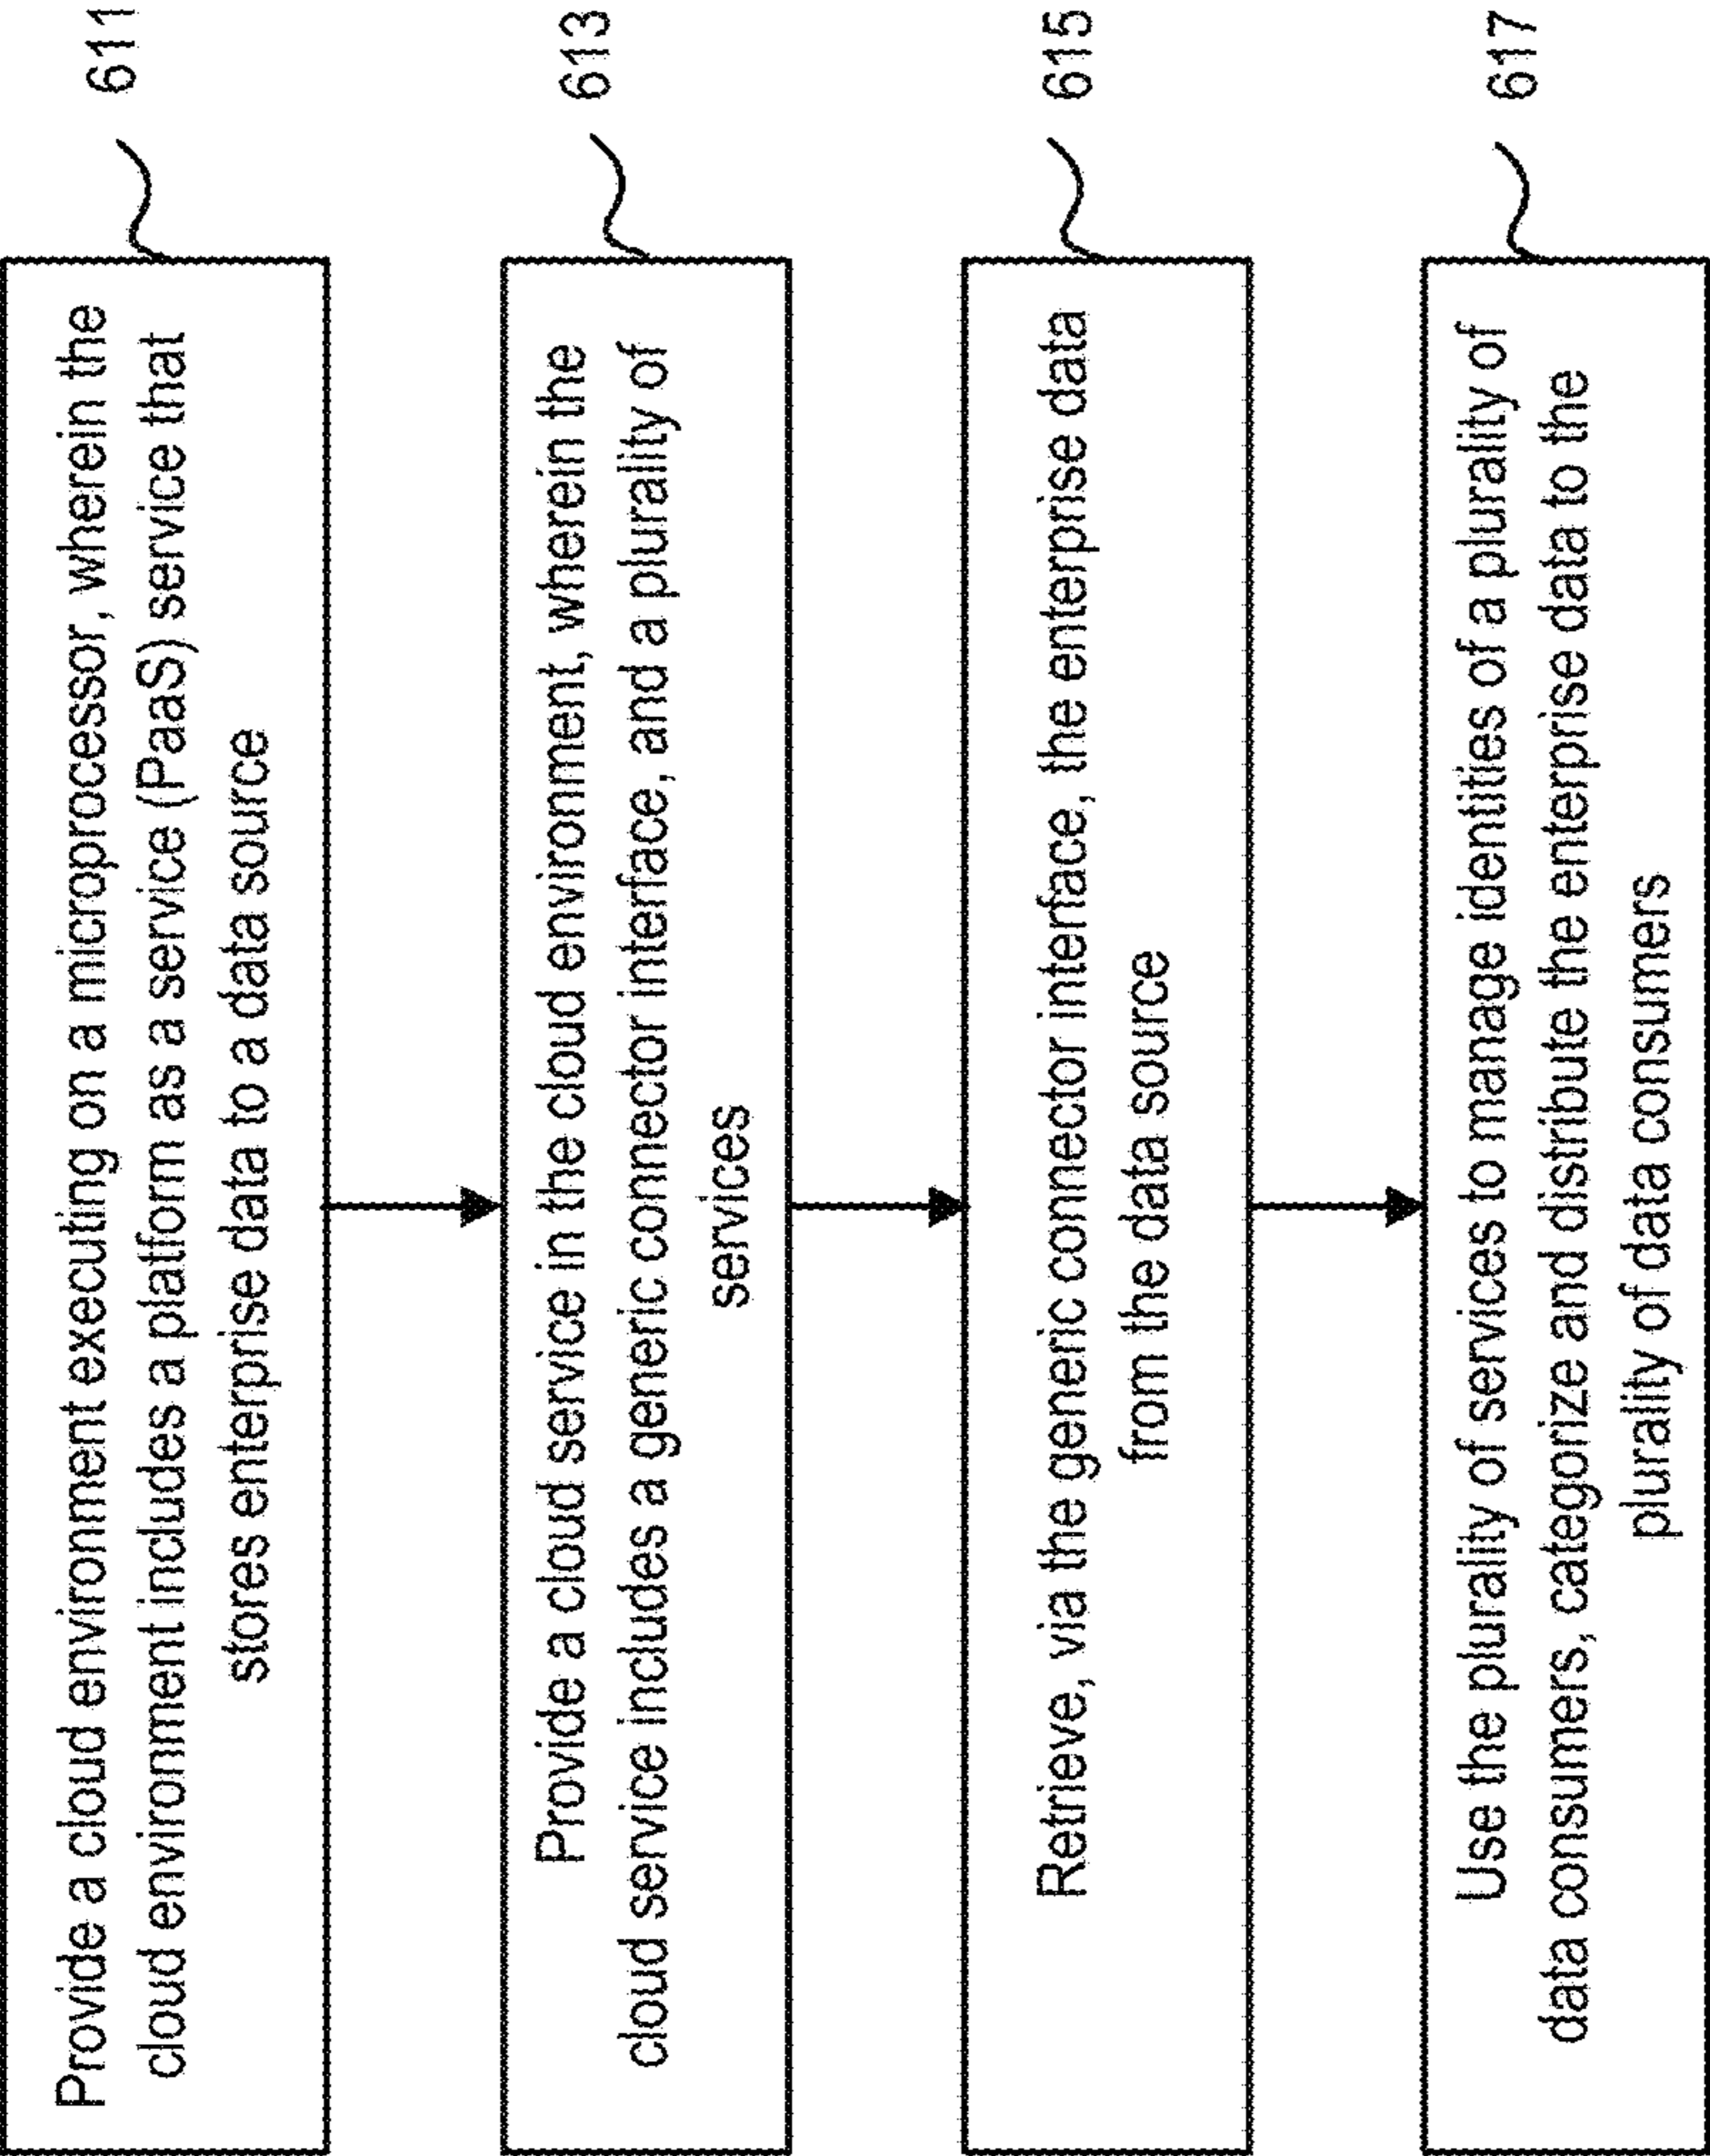 Provide a cloud environment executing on a microprocessor, wherein the
cloud environment includes a platform as a service (PaaS) service that
stores enterprise data to a data source
611
Provide a cloud service in the cloud environment, wherein the
cloud service includes a generic connector interface, and a plurality of
services
613
Retrieve, via the generic connector interface, the enterprise data
from the data source
615
Use the plurality of services to manage identities of a plurality of
data consumers, categorize and distribute the enterprise data to the
plurality of data consumers
617